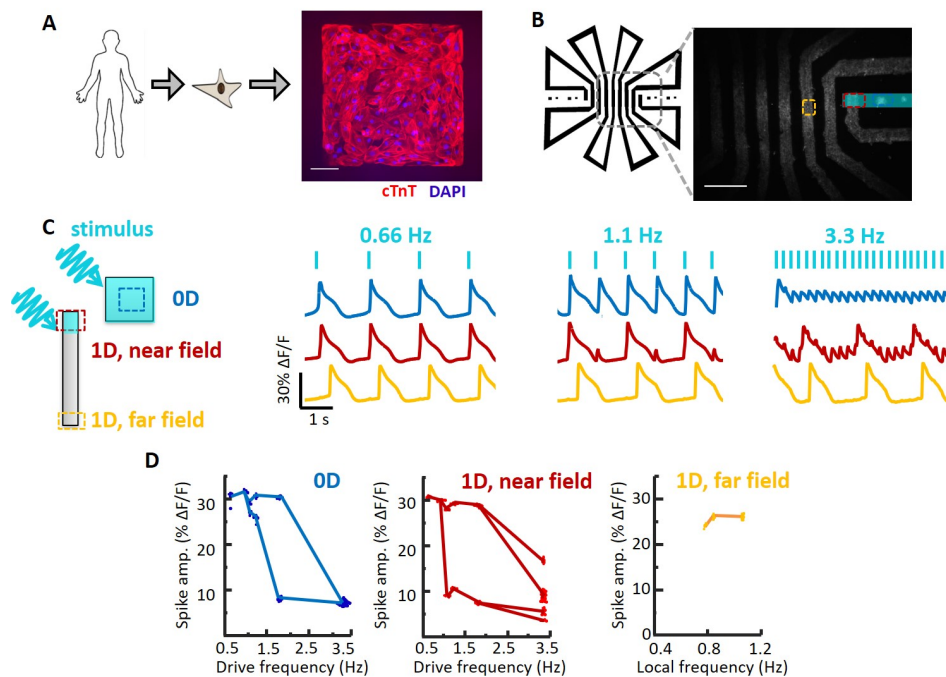 A
B
cTnT DAPI
C
stimulus
0D
1D, near field
1D, far field
0.66 Hz
1.1 Hz
3.3 Hz
30% ΔF/F
1 s
D
0D
Spike amp. (% ΔF/F)
30
20
10
0.5 1.5 2.5 3.5
Drive frequency (Hz)
1D, near field
Spike amp. (% ΔF/F)
30
20
10
0.5 1.5 2.5 3.5
Drive frequency (Hz)
1D, far field
Spike amp. (% ΔF/F)
30
20
10
0
0.4 0.8 1.2
Local frequency (Hz)